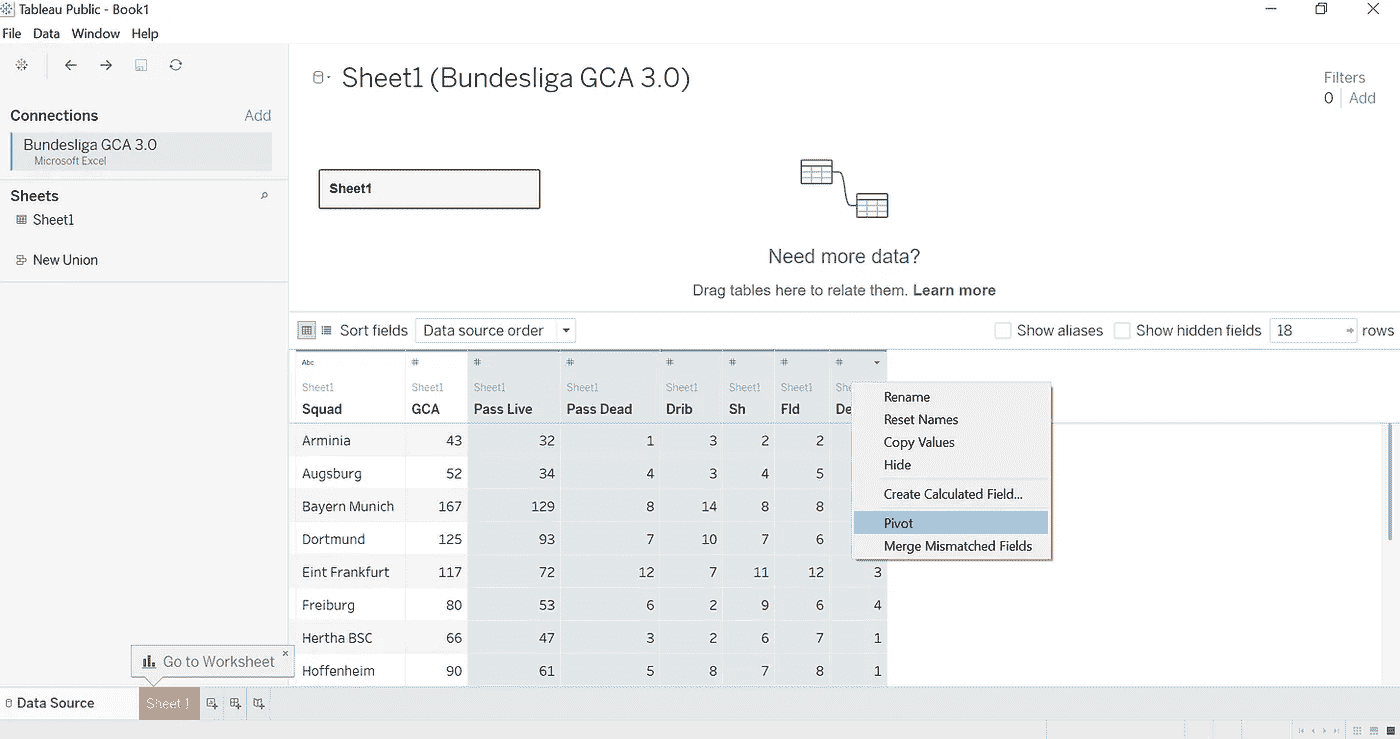 Tableau Public - Book1
File Data Window Help
Connections Add
Bundesliga GCA 3.0
Microsoft Excel
Sheets
Sheet1
New Union
Sheet1 (Bundesliga GCA 3.0)
Filters
0 Add
Sheet1
Need more data?
Drag tables here to relate them. Learn more
Sort fields Data source order Show aliases Show hidden fields 18 rows
Abc # # # # # # #
Sheet1 Sheet1 Sheet1 Sheet1 Sheet1 Sheet1 Sheet1
Squad GCA Pass Live Pass Dead Drib Sh Fld
Arminia 43 32 1 3 2 2
Augsburg 52 34 4 3 4 5
Bayern Munich 167 129 8 14 8 8
Dortmund 125 93 7 10 7 6
Eint Frankfurt 117 72 12 7 11 12 3
Freiburg 80 53 6 2 9 6 4
Hertha BSC 66 47 3 2 6 7 1
Hoffenheim 90 61 5 8 7 8 1
Rename
Reset Names
Copy Values
Hide
Create Calculated Field...
Pivot
Merge Mismatched Fields
Go to Worksheet
Data Source Sheet 1